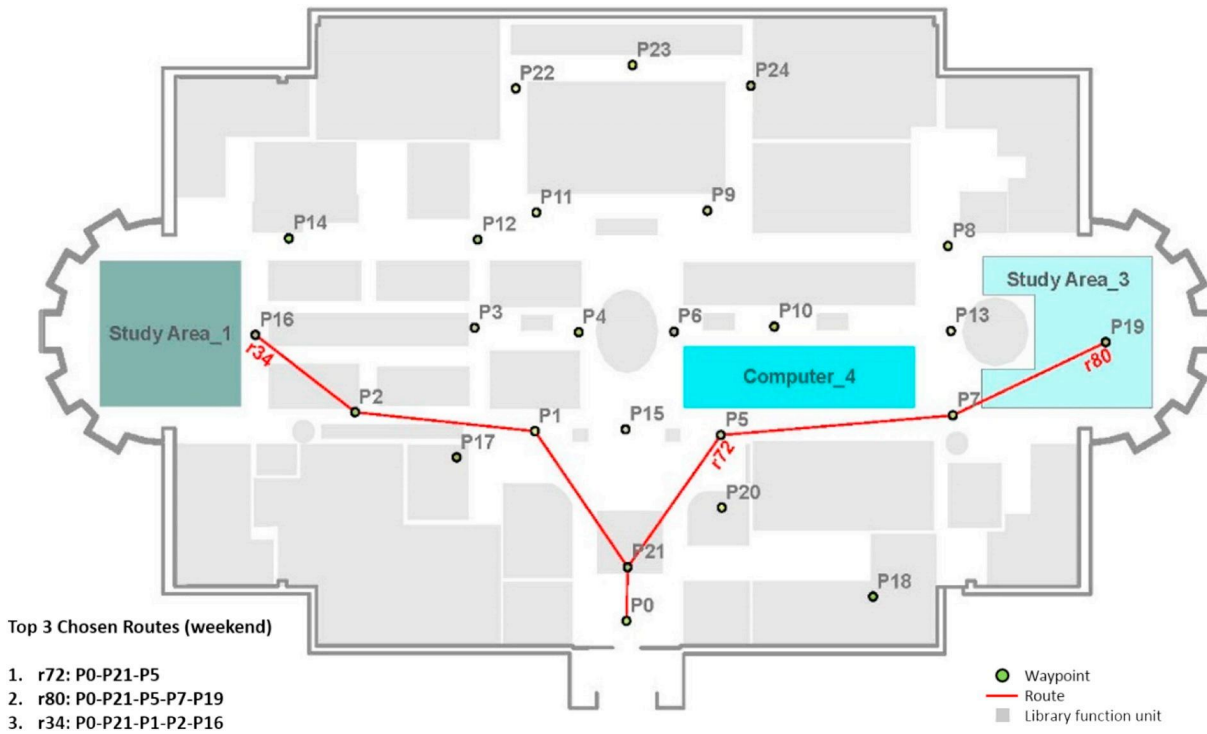 P23
P22
P24
P11
P9
P14
P12
P8
Study Area_3
P16
P3
P4
P6
P10
P13
P19
Study Area_1
r34
r80
Computer_4
P2
P1
P15
P5
P7
P17
r72
P20
P21
P18
P0
Top 3 Chosen Routes (weekend)
1. r72: P0-P21-P5
2. r80: P0-P21-P5-P7-P19
3. r34: P0-P21-P1-P2-P16
Waypoint
Route
Library function unit